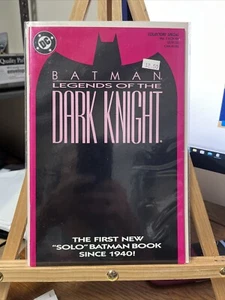 DC
BATMAN
LEGENDS OF THE
DARK KNIGHT
THE FIRST NEW
"SOLO" BATMAN BOOK
SINCE 1940!